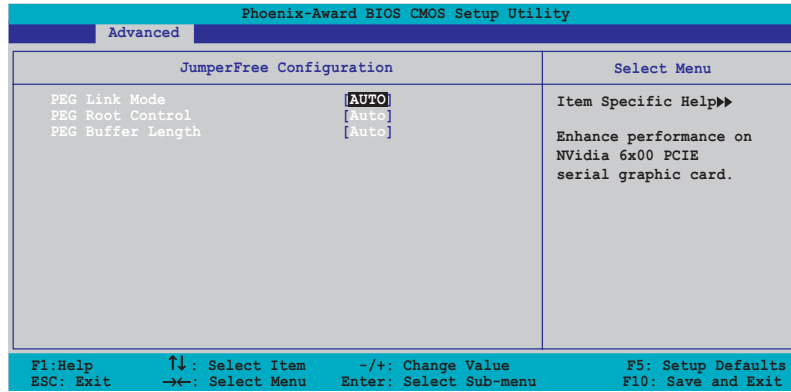 Phoenix-Award BIOS CMOS Setup Utility
Advanced
JumperFree Configuration
Select Menu
PEG Link Mode [AUTO]
PEG Root Control [Auto]
PEG Buffer Length [Auto]
Item Specific Help▶▶
Enhance performance on
NVidia 6x00 PCIE
serial graphic card.
F1:Help ↑↓: Select Item -/+: Change Value F5: Setup Defaults
ESC: Exit →←: Select Menu Enter: Select Sub-menu F10: Save and Exit